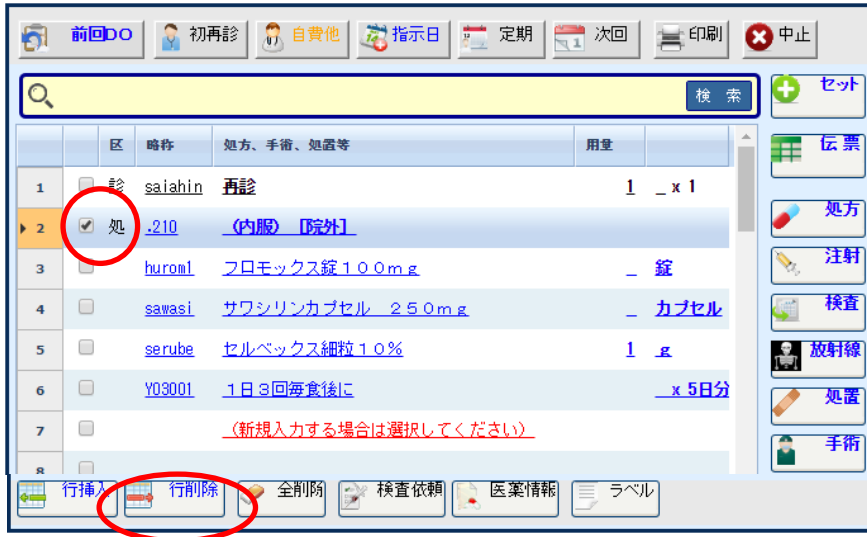 前回DO 初再診 自費他 指示日 定期 次回 印刷 中止
検 索
セット
区 略称 処方、手術、処置等 用量
伝票
1 診 saiahin 再診 1 _ x 1
処方
2 処 .210 (内服) [院外]
注射
3 hurom1 フロモックス錠100mg _ 錠
検査
4 sawasi サワシリンカプセル 250mg _ カプセル
放射線
5 serube セルベックス細粒10% 1 g
処置
6 Y03001 1日3回毎食後に _ x 5日分
手術
7 (新規入力する場合は選択してください)
8
行挿入 行削除 全削除 検査依頼 医薬情報 ラベル